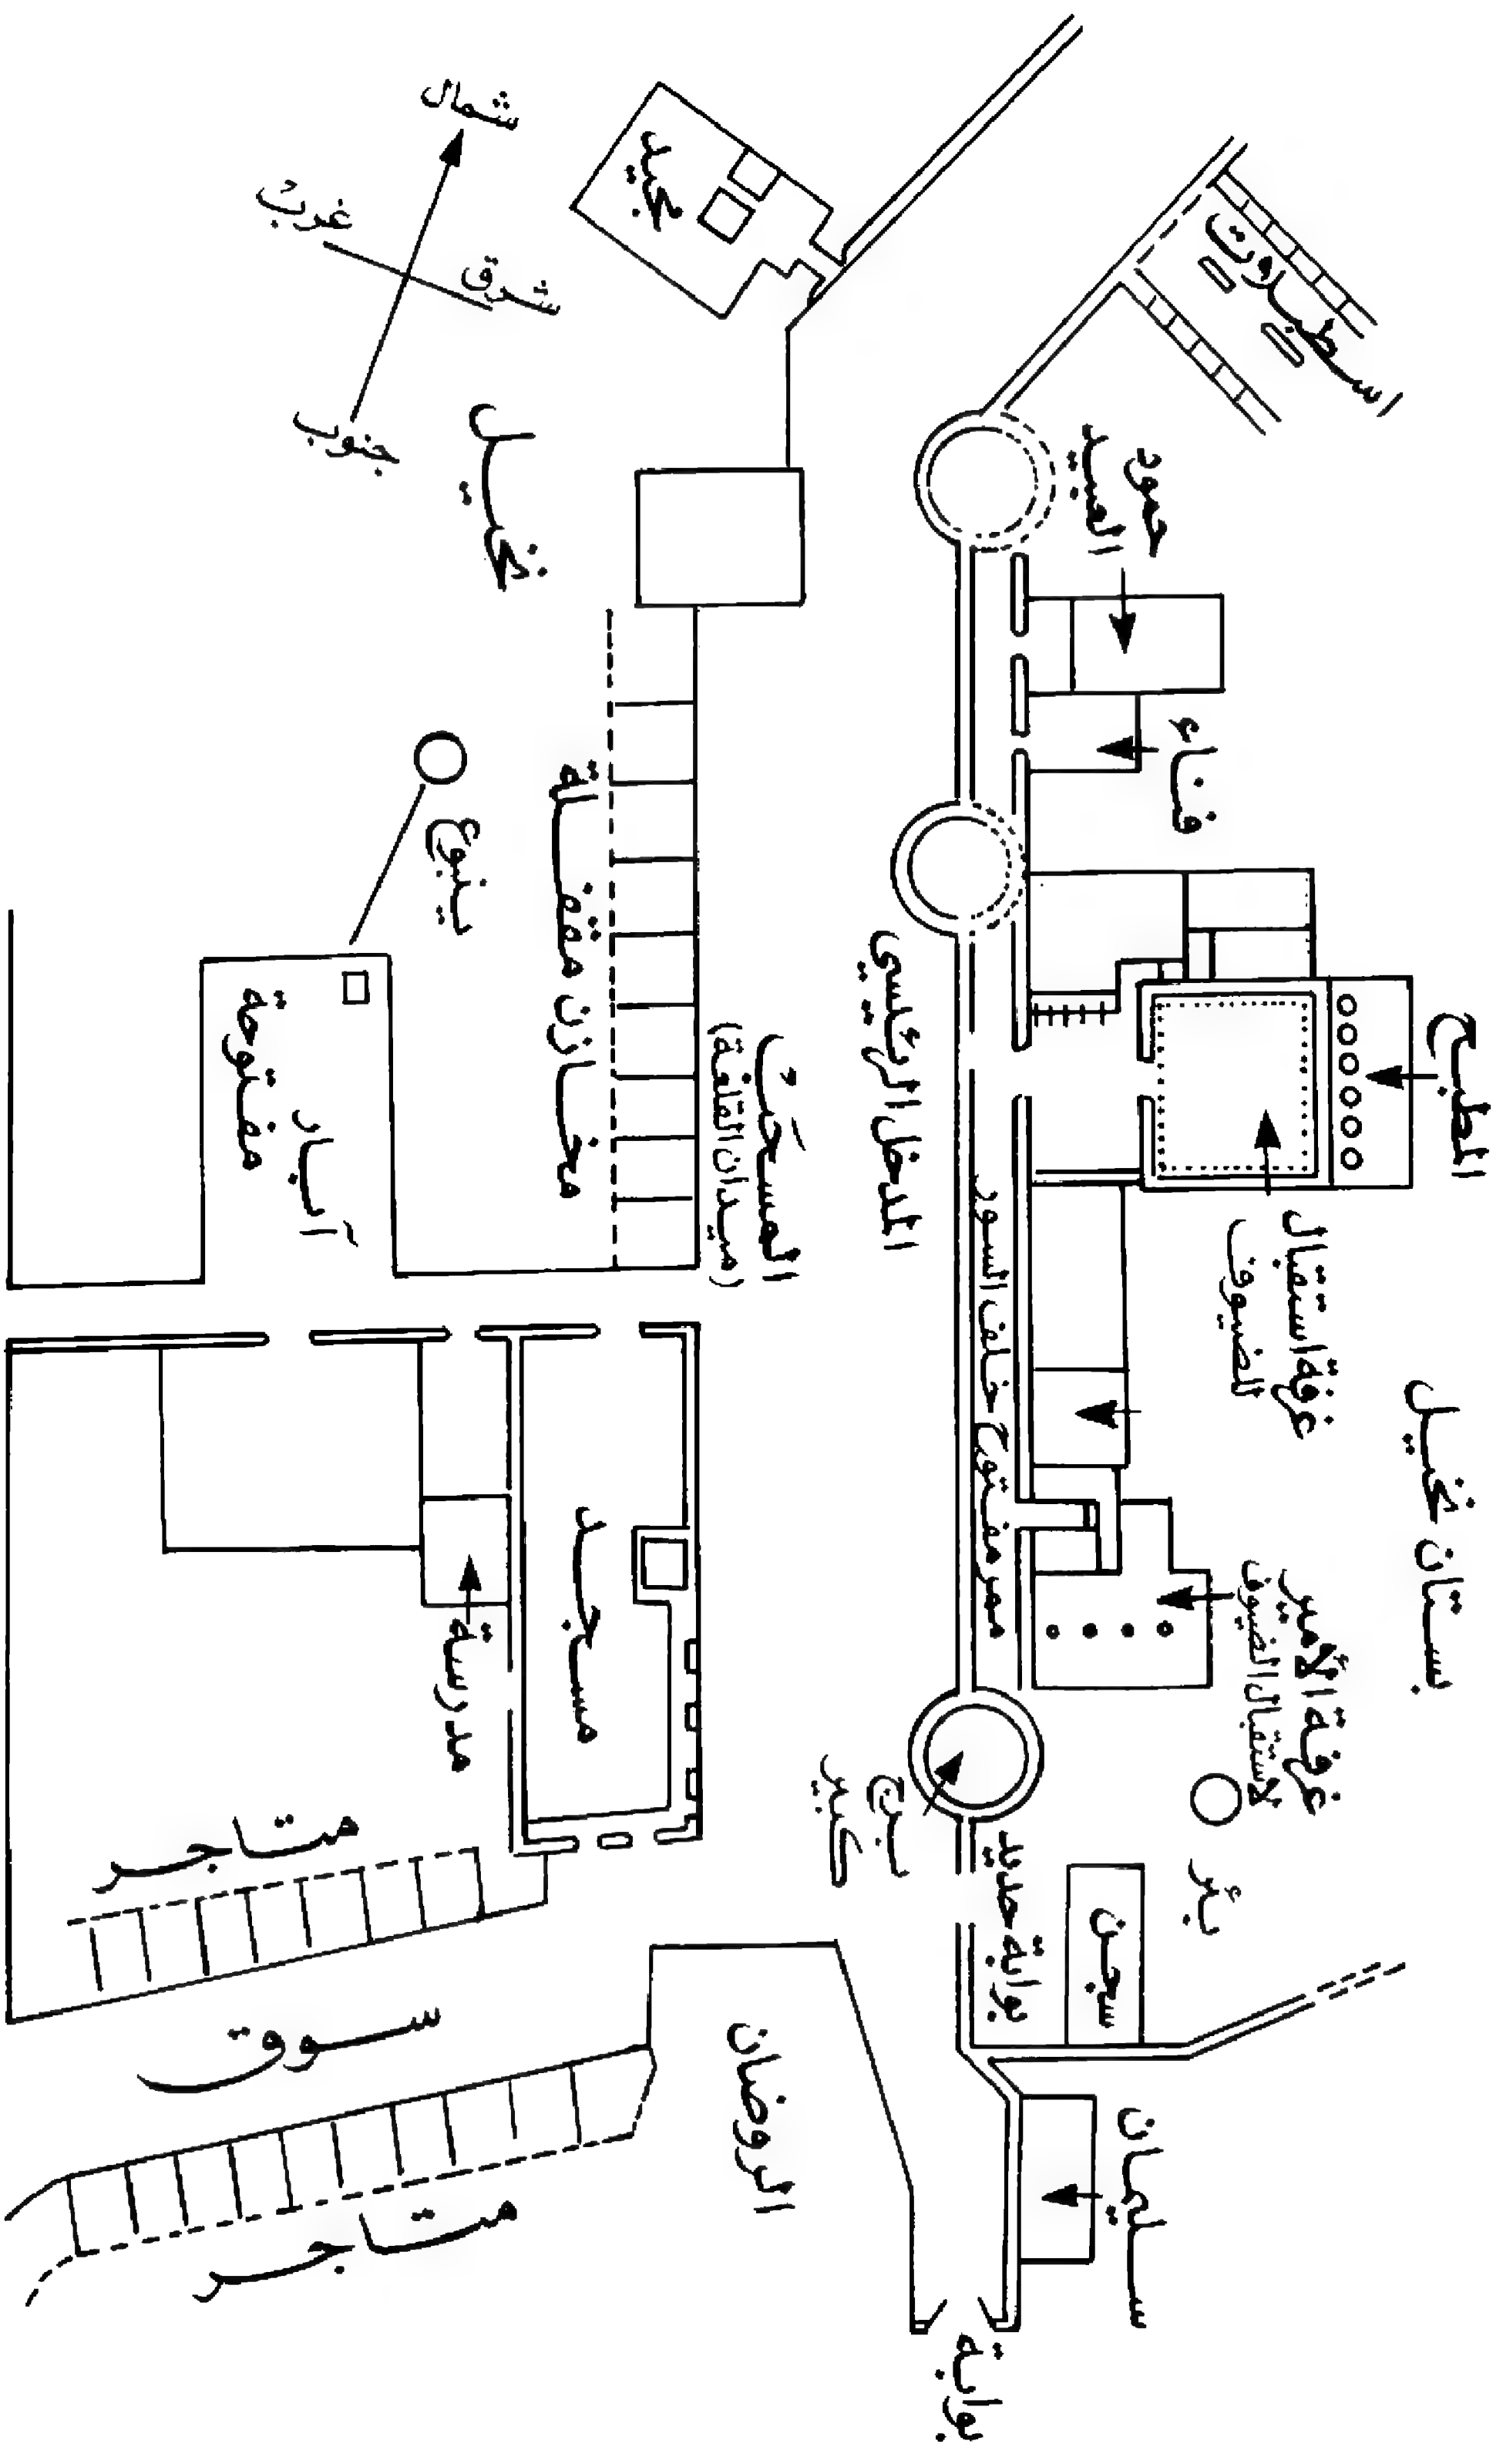 شمال
غرب
شرق
جنوب
مجيد
نخيل
اسطبلات
حمود
العبيد
فناء
المطبخ
غرفة استقبال
للضيوف
بستان نخيل
غرفة الأمير
لاستقبال الضيوف
بئر
سجن
سليمان
بوابة
بوابة حديد
برج
كبير
ممر مفتوح خلف السور
المدخل الرئيسي
المسحب
(ميدان القلعة)
مخازن مقفلة
ينبوع
آبار
مفتوحة
مسجد
مدرسة
متاجر
سوق
متاجر
الروضان